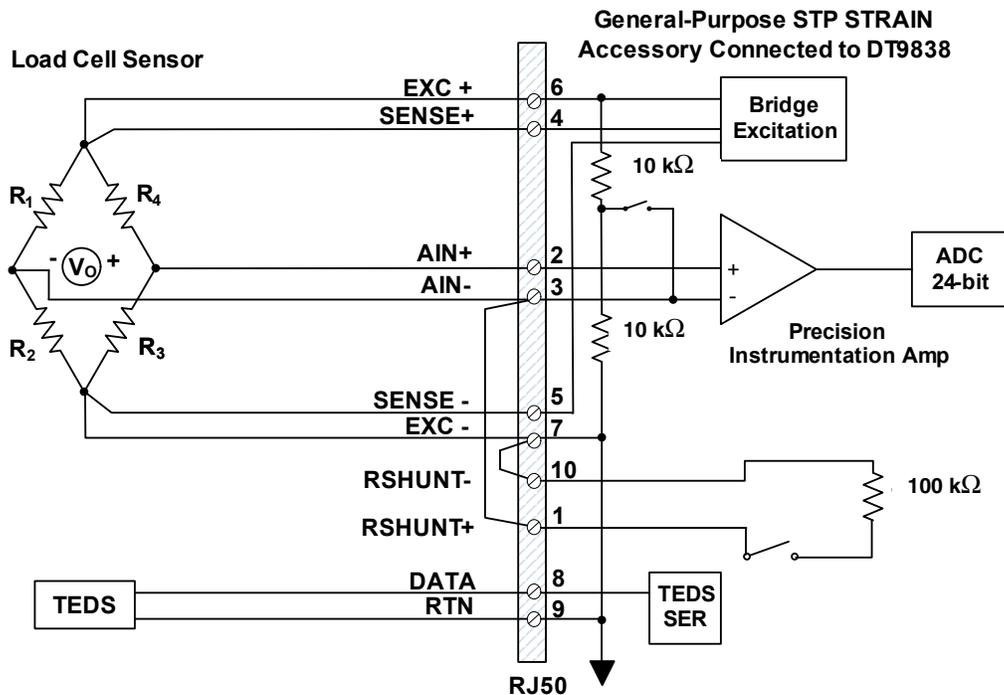 General-Purpose STP STRAIN
Accessory Connected to DT9838
Load Cell Sensor
EXC +
6
SENSE+
4
Bridge
Excitation
10 kΩ
R1
R4
- VO +
AIN+
2
AIN-
3
+
-
ADC
24-bit
R2
R3
10 kΩ
Precision
Instrumentation Amp
SENSE -
5
EXC -
7
RSHUNT-
10
100 kΩ
RSHUNT+
1
TEDS
DATA
8
RTN
9
TEDS
SER
RJ50